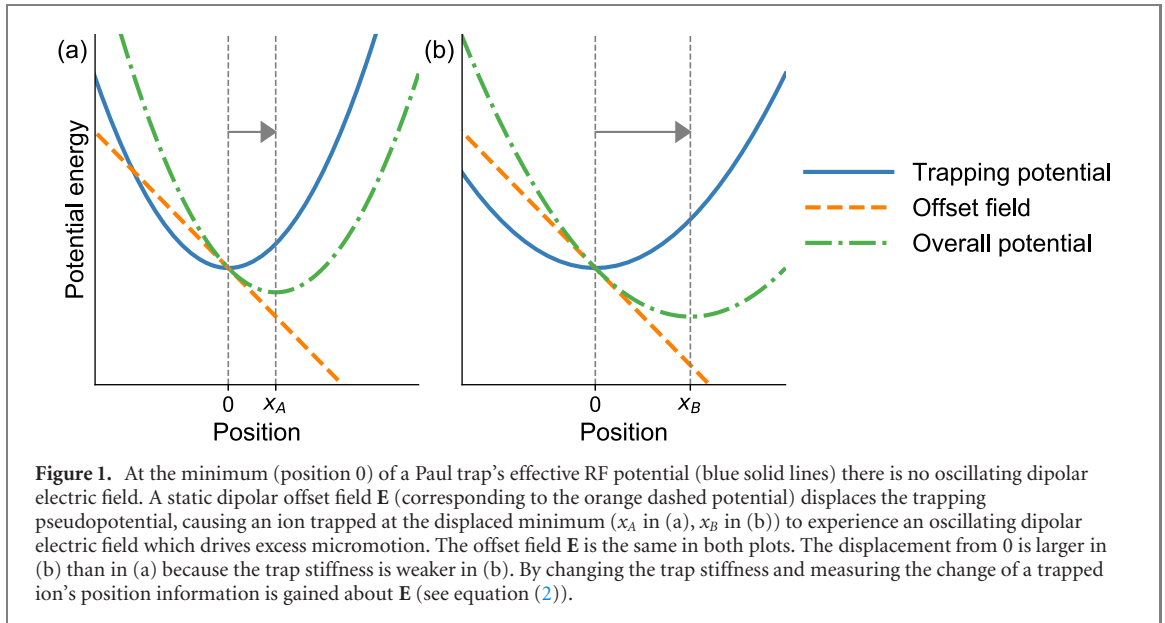 (a)
(b)
Potential energy
0
x_A
Position
0
x_B
Position
Trapping potential
Offset field
Overall potential
Figure 1. At the minimum (position 0) of a Paul trap's effective RF potential (blue solid lines) there is no oscillating dipolar
electric field. A static dipolar offset field E (corresponding to the orange dashed potential) displaces the trapping
pseudopotential, causing an ion trapped at the displaced minimum (x_A in (a), x_B in (b)) to experience an oscillating dipolar
electric field which drives excess micromotion. The offset field E is the same in both plots. The displacement from 0 is larger in
(b) than in (a) because the trap stiffness is weaker in (b). By changing the trap stiffness and measuring the change of a trapped
ion's position information is gained about E (see equation (2)).